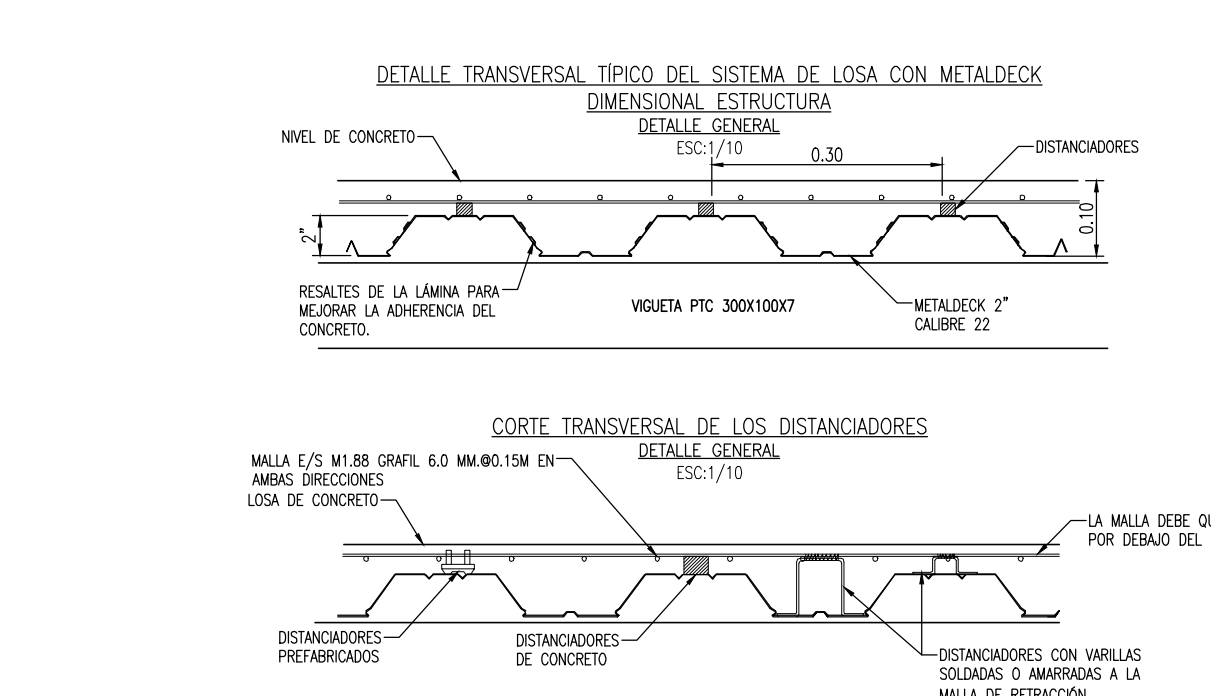 DETALLE TRANSVERSAL TÍPICO DEL SISTEMA DE LOSA CON METALDECK
DIMENSIONAL ESTRUCTURA
DETALLE GENERAL
ESC:1/10
NIVEL DE CONCRETO
0.30
DISTANCIADORES
2"
0.10
RESALTES DE LA LÁMINA PARA
MEJORAR LA ADHERENCIA DEL
CONCRETO.
VIGUETA PTC 300X100X7
METALDECK 2"
CALIBRE 22
CORTE TRANSVERSAL DE LOS DISTANCIADORES
DETALLE GENERAL
ESC:1/10
MALLA E/S M1.88 GRAFIL 6.0 MM.@0.15M EN
AMBAS DIRECCIONES
LOSA DE CONCRETO
LA MALLA DEBE
POR DEBAJO DEL
DISTANCIADORES
PREFABRICADOS
DISTANCIADORES
DE CONCRETO
DISTANCIADORES CON VARILLAS
SOLDADAS O AMARRADAS A LA
MALLA DE RETRACCIÓN